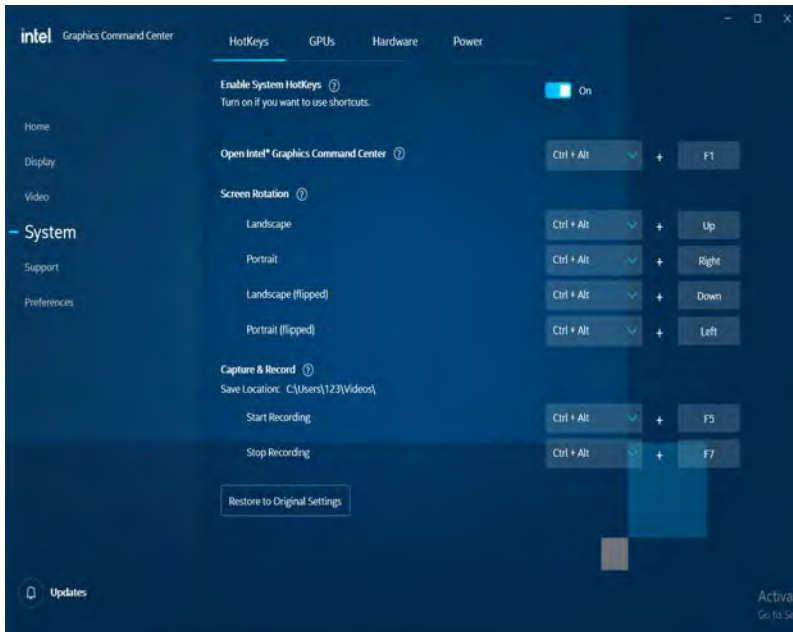 intel Graphics Command Center
HotKeys GPUs Hardware Power
Enable System HotKeys ?
Turn on if you want to use shortcuts.
On
Home
Display
Video
System
Support
Preferences
Open Intel® Graphics Command Center ?
Ctrl + Alt + F1
Screen Rotation ?
Landscape Ctrl + Alt + Up
Portrait Ctrl + Alt + Right
Landscape (flipped) Ctrl + Alt + Down
Portrait (flipped) Ctrl + Alt + Left
Capture & Record ?
Save Location: C:\Users\123\Videos\
Start Recording Ctrl + Alt + F5
Stop Recording Ctrl + Alt + F7
Restore to Original Settings
Updates
Activa
Go to Se